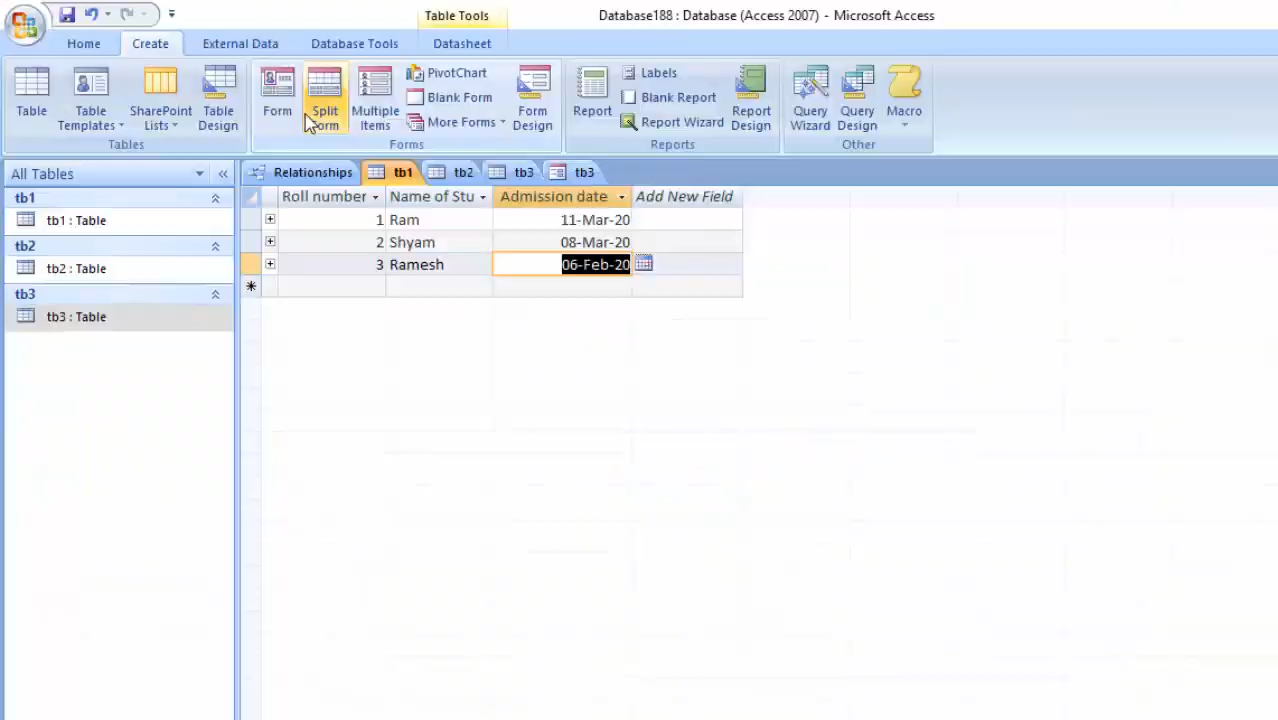 Table Tools
Database188 : Database (Access 2007) - Microsoft Access
Home
Create
External Data
Database Tools
Datasheet
Table
Table Templates
SharePoint Lists
Table Design
Tables
Form
Split Form
Multiple Items
PivotChart
Blank Form
More Forms
Form Design
Forms
Report
Labels
Blank Report
Report Wizard
Report Design
Reports
Query Wizard
Query Design
Macro
Other
All Tables
tb1
tb1 : Table
tb2
tb2 : Table
tb3
tb3 : Table
Relationships
tb1
tb2
tb3
tb3
Roll number Name of Stu Admission date Add New Field
1 Ram 11-Mar-20
2 Shyam 08-Mar-20
3 Ramesh 06-Feb-20